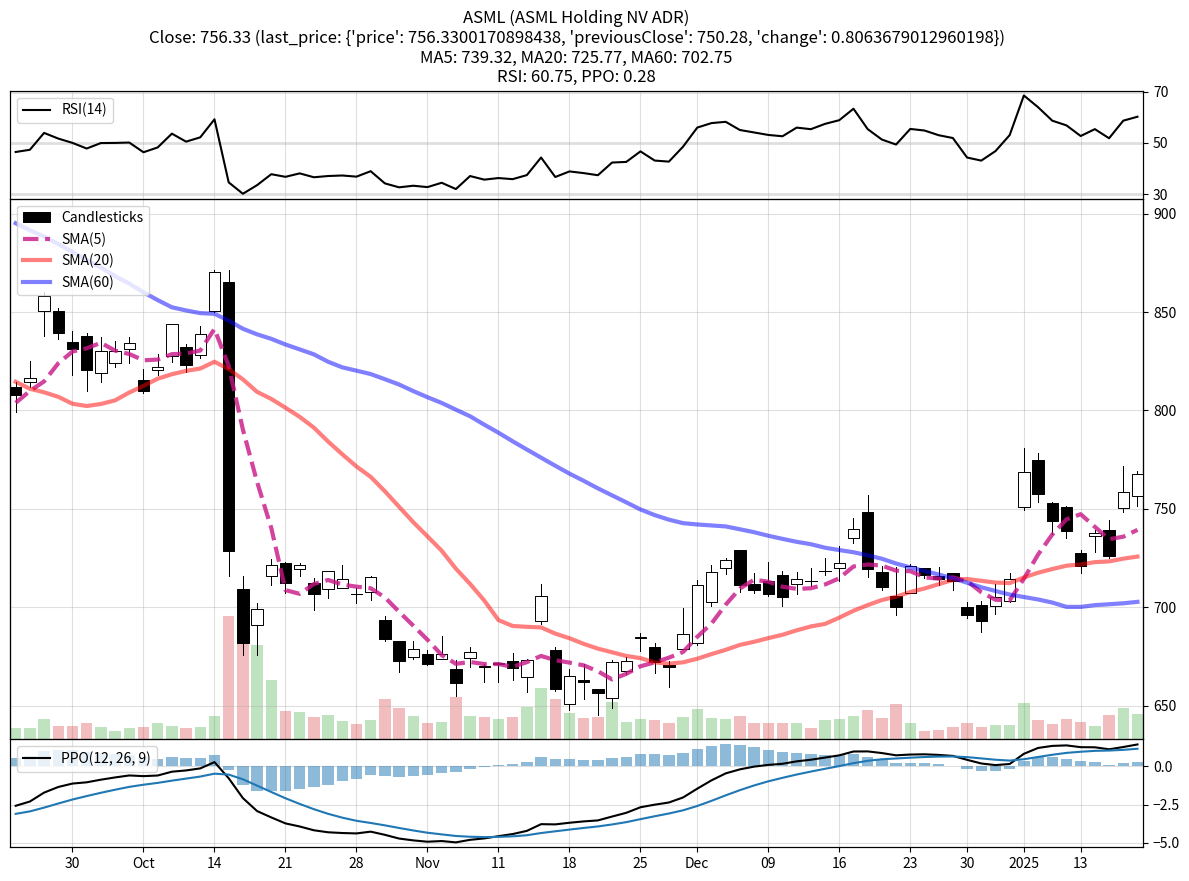 ASML (ASML Holding NV ADR)
Close: 756.33 (last_price: {'price': 756.3300170898438, 'previousClose': 750.28, 'change': 0.8063679012960198})
MA5: 739.32, MA20: 725.77, MA60: 702.75
RSI: 60.75, PPO: 0.28
RSI(14)
70
50
30
Candlesticks
SMA(5)
SMA(20)
SMA(60)
900
850
800
750
700
650
PPO(12, 26, 9)
0.0
−2.5
−5.0
30 Oct 14 21 28 Nov 11 18 25 Dec 09 16 23 30 2025 13